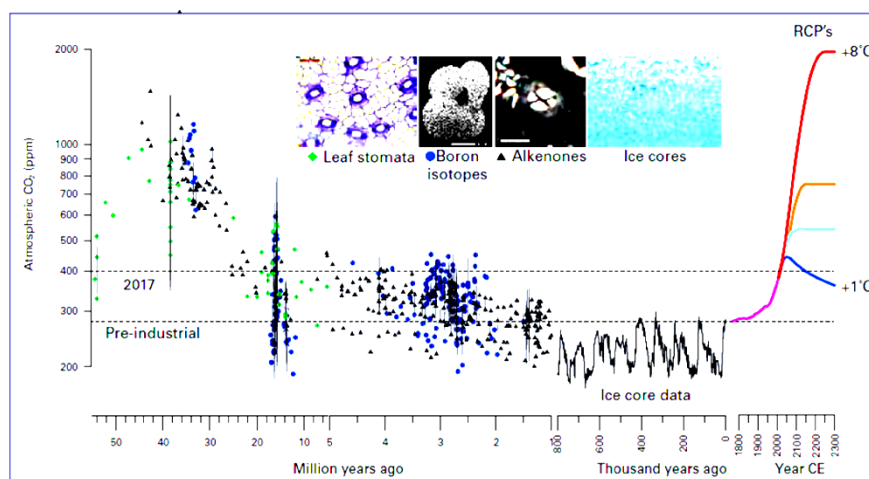 RCP's
2000
+8°C
1000
900
800
700
600
500
400
300
200
Atmospheric CO₂ (ppm)
Leaf stomata
Boron isotopes
Alkenones
Ice cores
2017
Pre-industrial
+1°C
Ice core data
50
40
30
20
10
5
4
3
2
1
800
600
400
200
0
1800
1900
2000
2100
2200
2300
Million years ago
Thousand years ago
Year CE